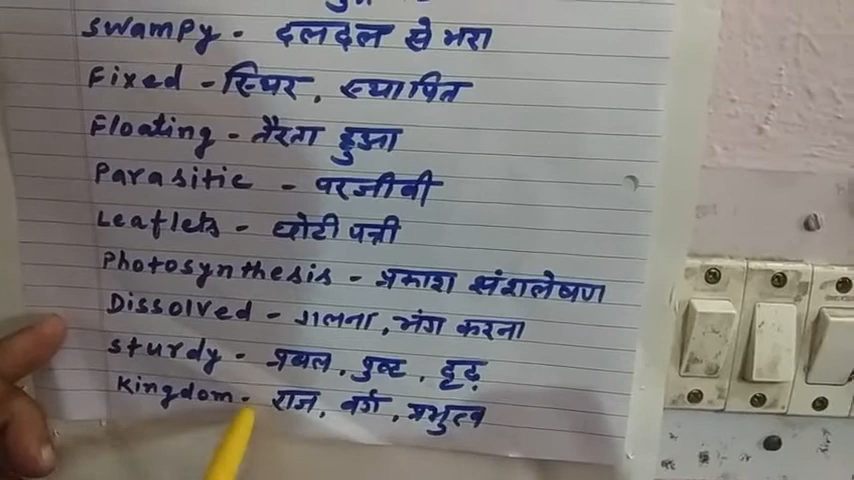 Swampy - दलदल से भरा
Fixed - स्थिर, स्थापित
Floating - तैरता हुआ
Parasitic - परजीवी
Leaflets - छोटी पत्ती
Photosynthesis - प्रकाश संशलेषण
Dissolved - गलना, भंग करना
Sturdy - प्रबल, पुष्ट, दृढ़
Kingdom - राज, वर्ग, प्रभुत्व